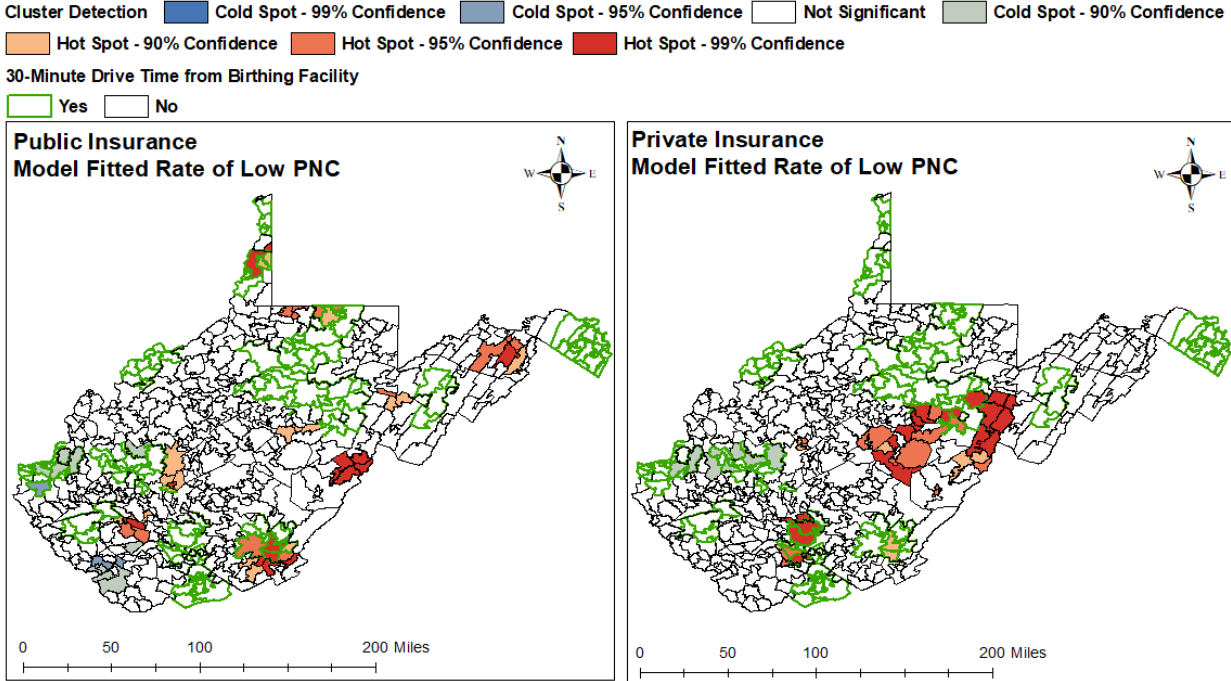 Cluster Detection Cold Spot - 99% Confidence Cold Spot - 95% Confidence Not Significant Cold Spot - 90% Confidence
Hot Spot - 90% Confidence Hot Spot - 95% Confidence Hot Spot - 99% Confidence
30-Minute Drive Time from Birthing Facility
Yes No
Public Insurance
Model Fitted Rate of Low PNC
N
W E
S
0 50 100 200 Miles
Private Insurance
Model Fitted Rate of Low PNC
N
W E
S
0 50 100 200 Miles